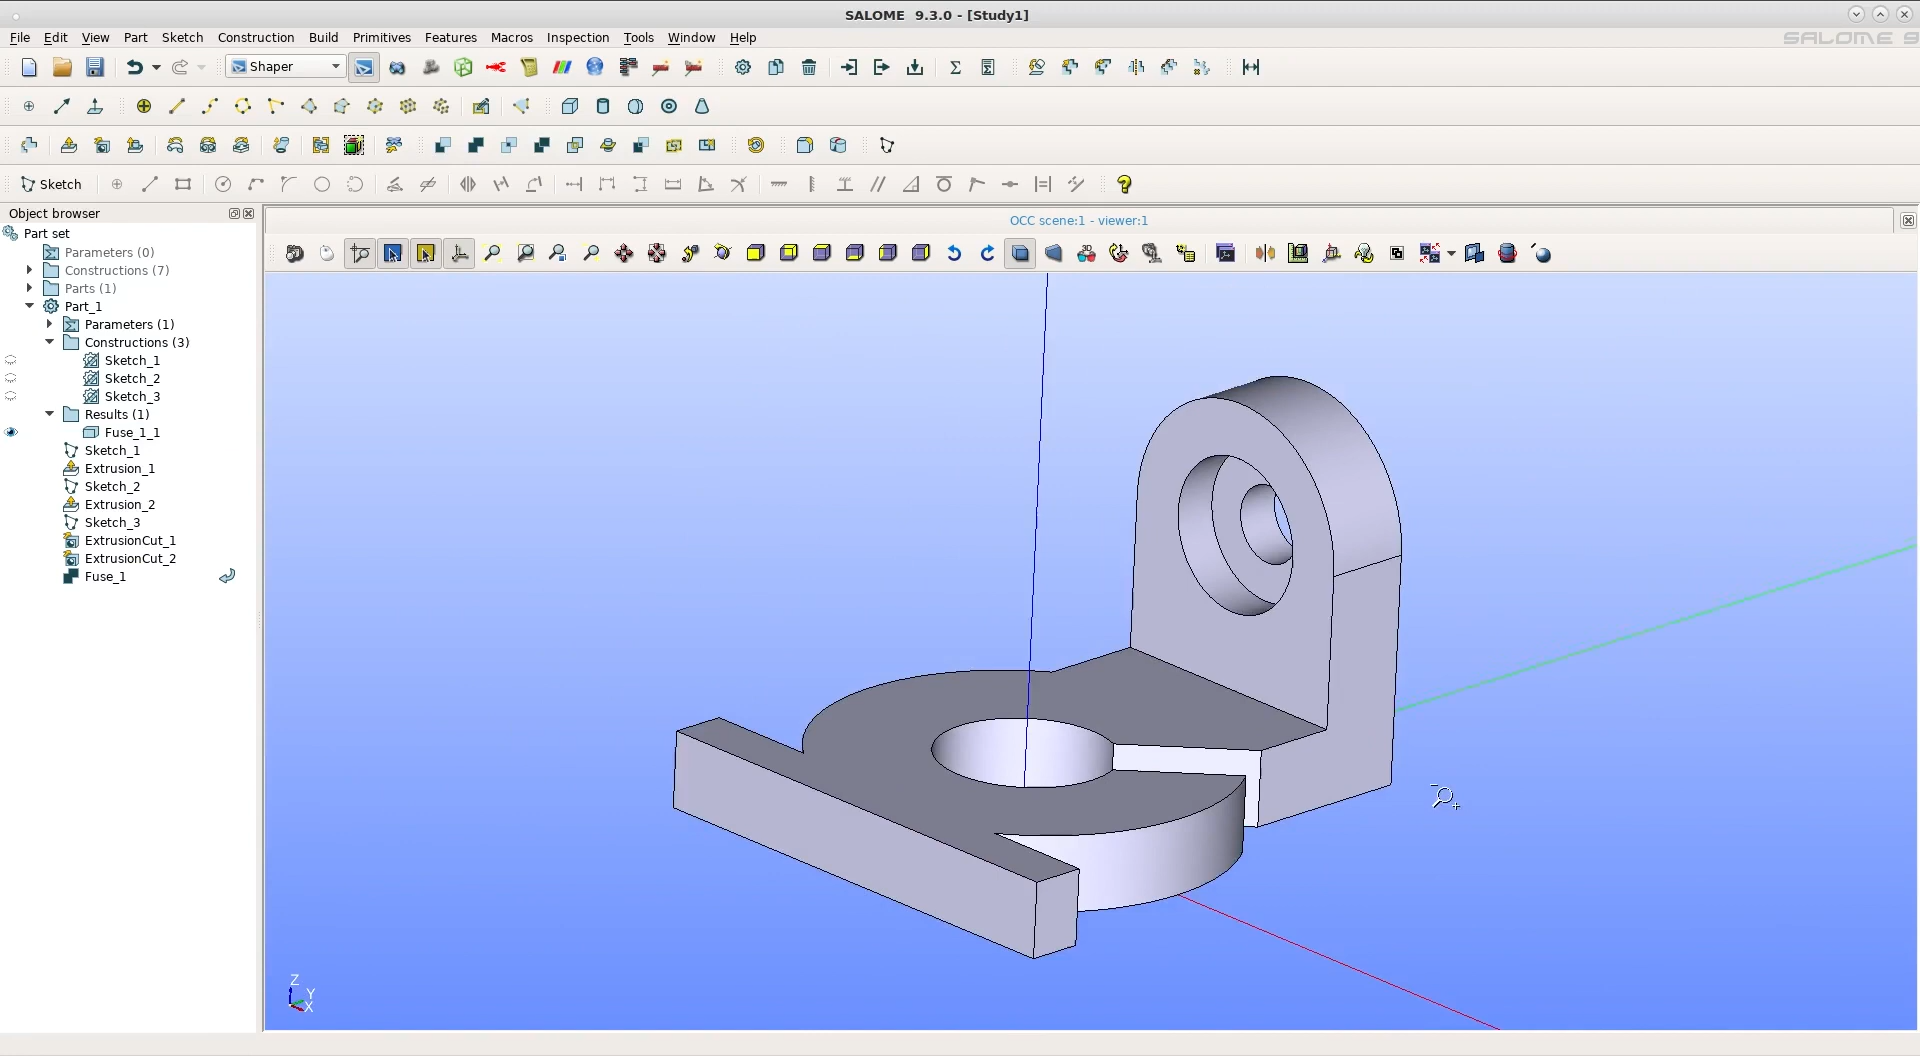 SALOME 9.3.0 - [Study1]
File Edit View Part Sketch Construction Build Primitives Features Macros Inspection Tools Window Help
SALOME 9
Shaper
Sketch
Object browser
OCC scene:1 - viewer:1
Part set
Parameters (0)
Constructions (7)
Parts (1)
Part_1
Parameters (1)
Constructions (3)
Sketch_1
Sketch_2
Sketch_3
Results (1)
Fuse_1_1
Sketch_1
Extrusion_1
Sketch_2
Extrusion_2
Sketch_3
ExtrusionCut_1
ExtrusionCut_2
Fuse_1
Z
Y
X